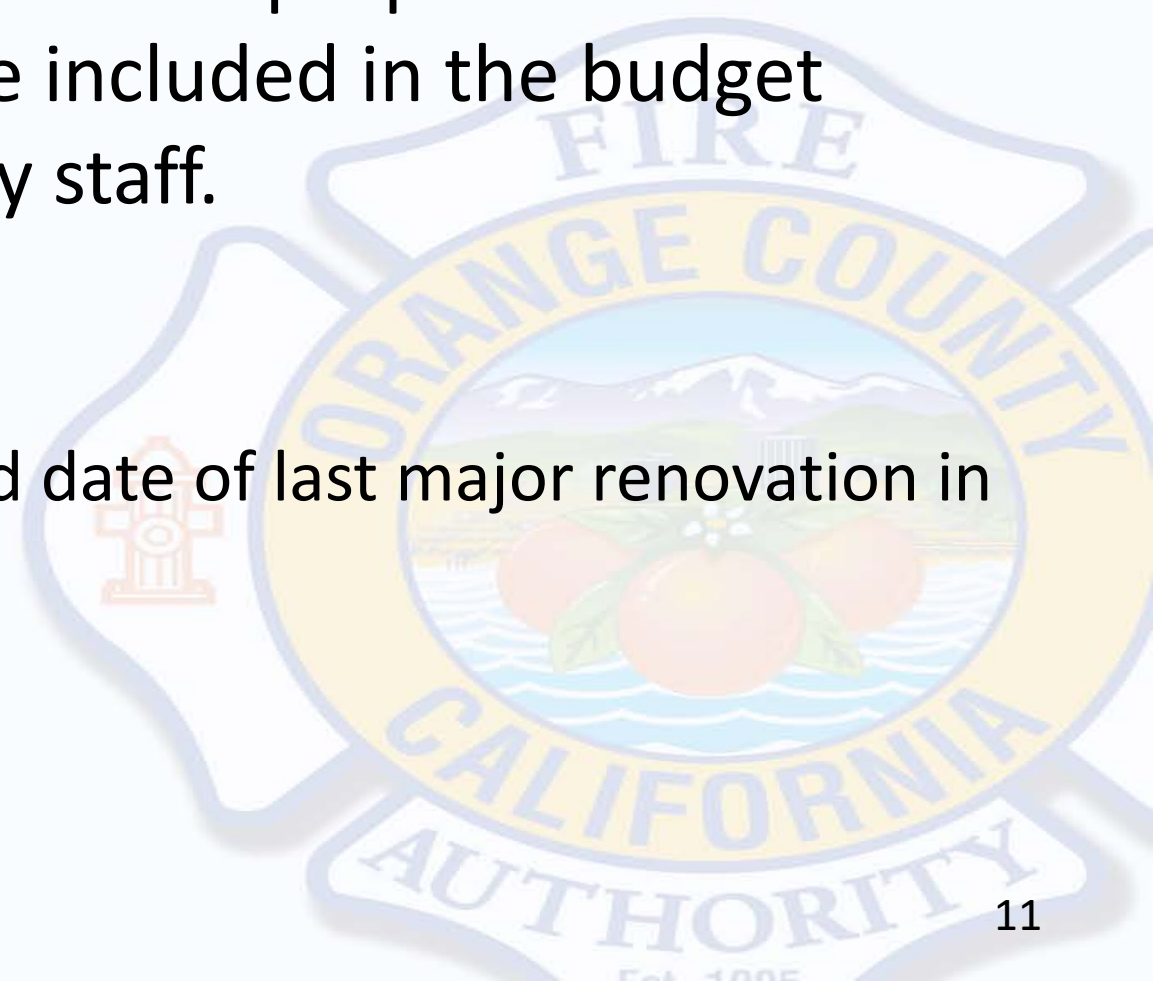 e included in the budget
y staff.
d date of last major renovation in
FIRE
ORANGE COUNTY
CALIFORNIA
AUTHORITY
11